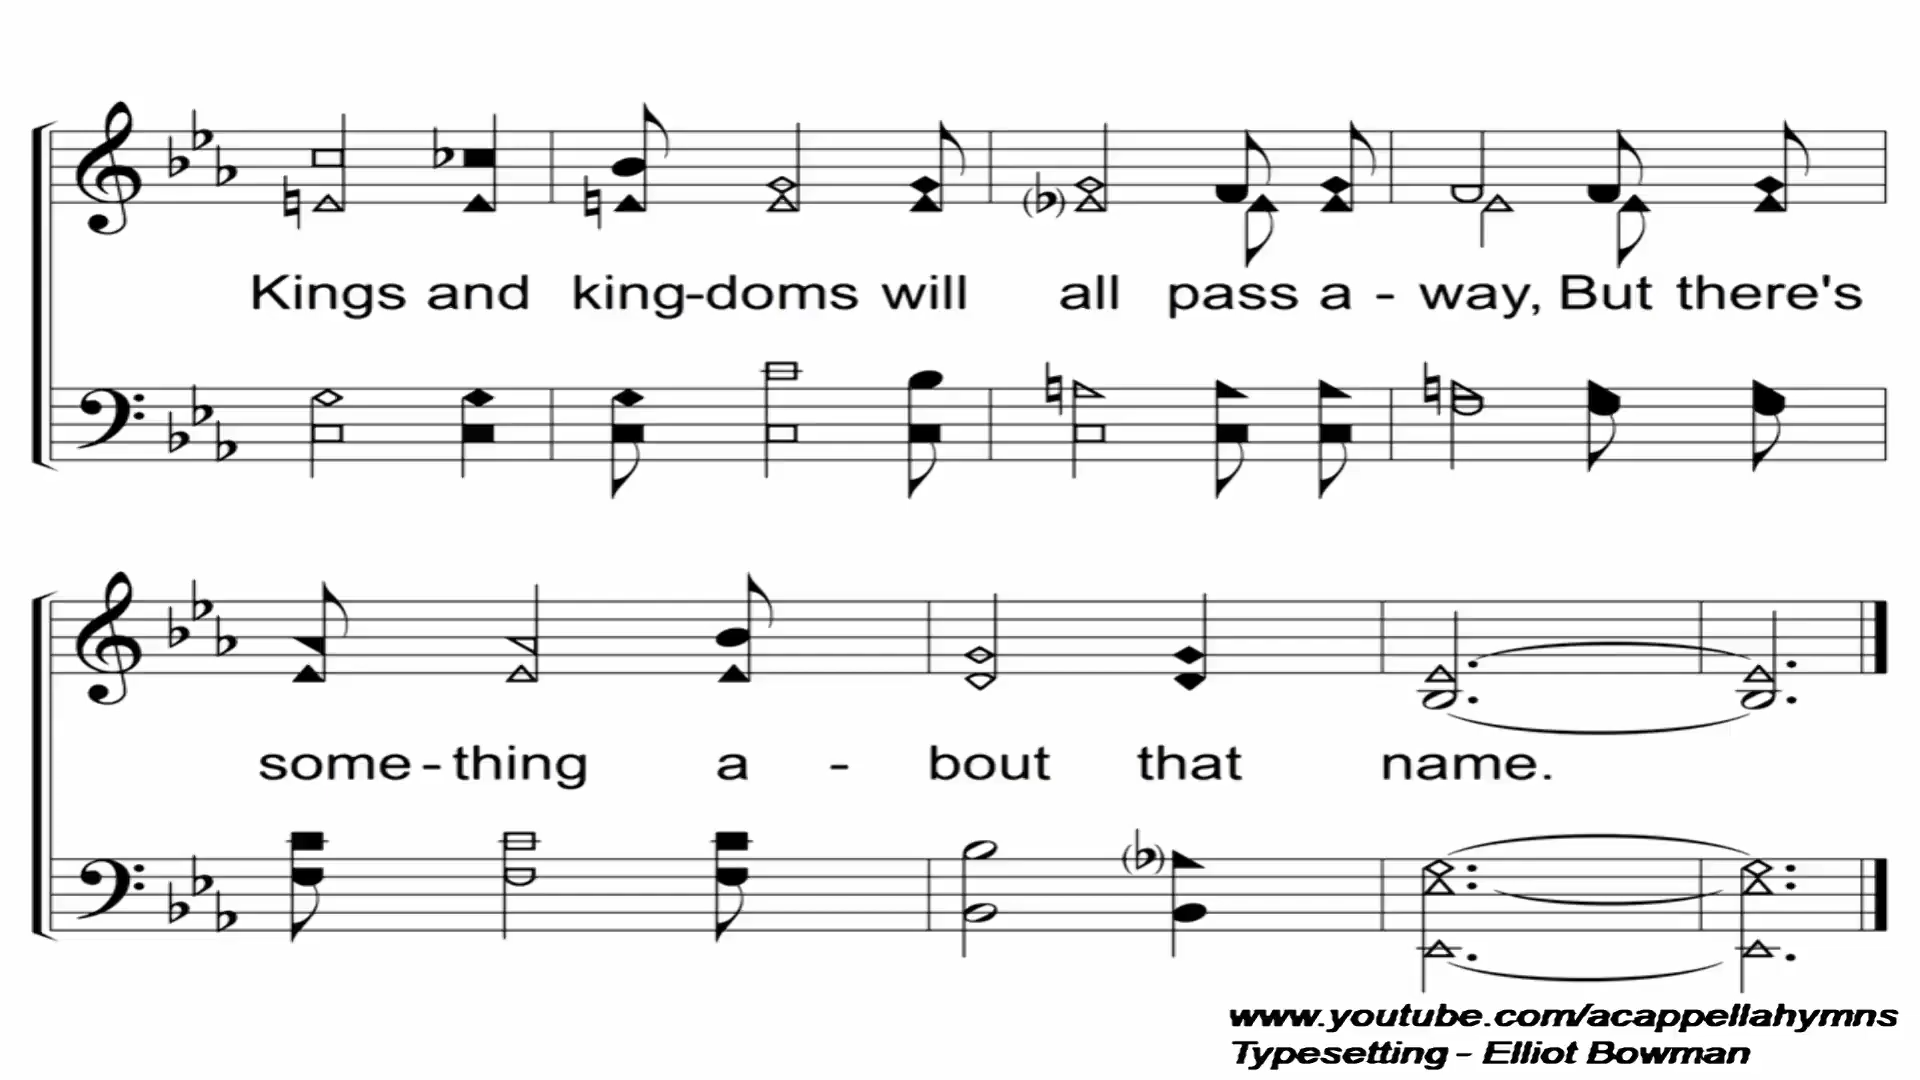 Kings and king-doms will all pass a - way, But there's
some-thing a - bout that name.
www.youtube.com/acappellahymns
Typesetting - Elliot Bowman